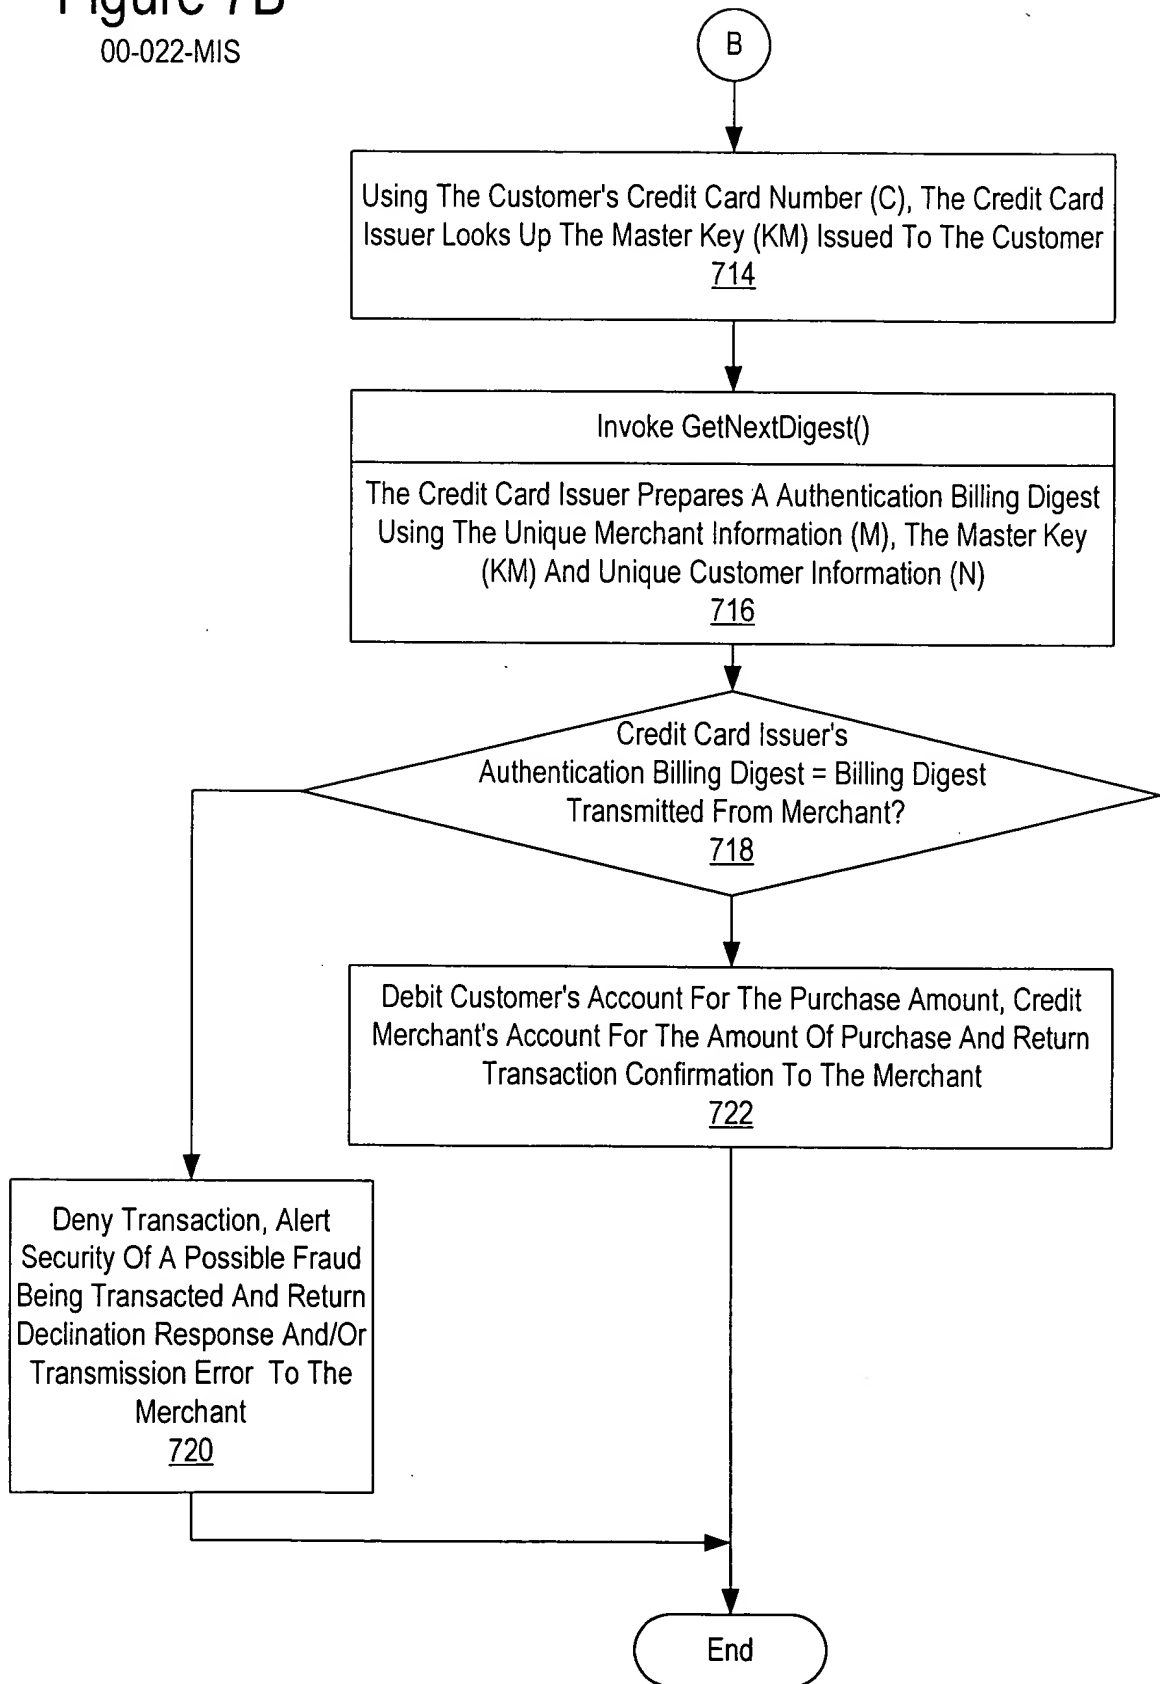 Figure 7B
00-022-MIS
B
Using The Customer's Credit Card Number (C), The Credit Card
Issuer Looks Up The Master Key (KM) Issued To The Customer
714
Invoke GetNextDigest()
The Credit Card Issuer Prepares A Authentication Billing Digest
Using The Unique Merchant Information (M), The Master Key
(KM) And Unique Customer Information (N)
716
Credit Card Issuer's
Authentication Billing Digest = Billing Digest
Transmitted From Merchant?
718
Debit Customer's Account For The Purchase Amount, Credit
Merchant's Account For The Amount Of Purchase And Return
Transaction Confirmation To The Merchant
722
Deny Transaction, Alert
Security Of A Possible Fraud
Being Transacted And Return
Declination Response And/Or
Transmission Error To The
Merchant
720
End